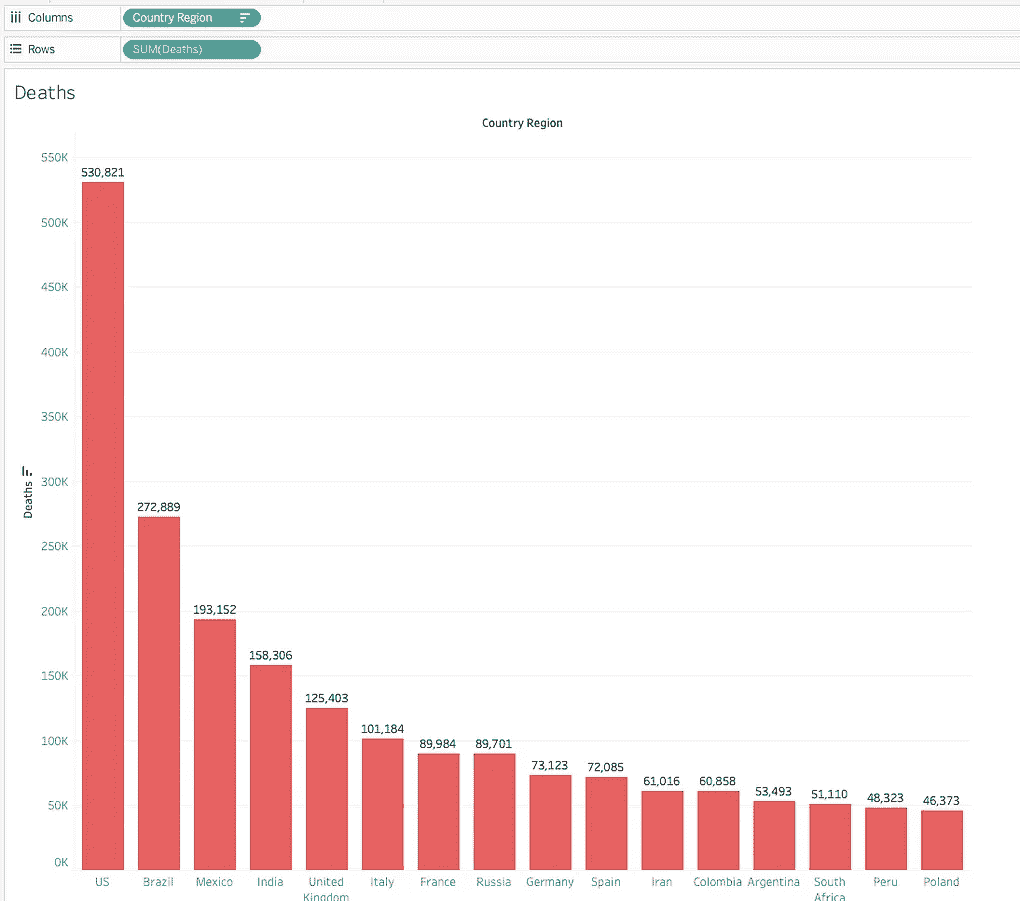 Columns
Country Region
Rows
SUM(Deaths)
Deaths
Country Region
550K
500K
450K
400K
350K
300K
250K
200K
150K
100K
50K
0K
Deaths
530,821
272,889
193,152
158,306
125,403
101,184
89,984
89,701
73,123
72,085
61,016
60,858
53,493
51,110
48,323
46,373
US
Brazil
Mexico
India
United
Kingdom
Italy
France
Russia
Germany
Spain
Iran
Colombia
Argentina
South
Africa
Peru
Poland